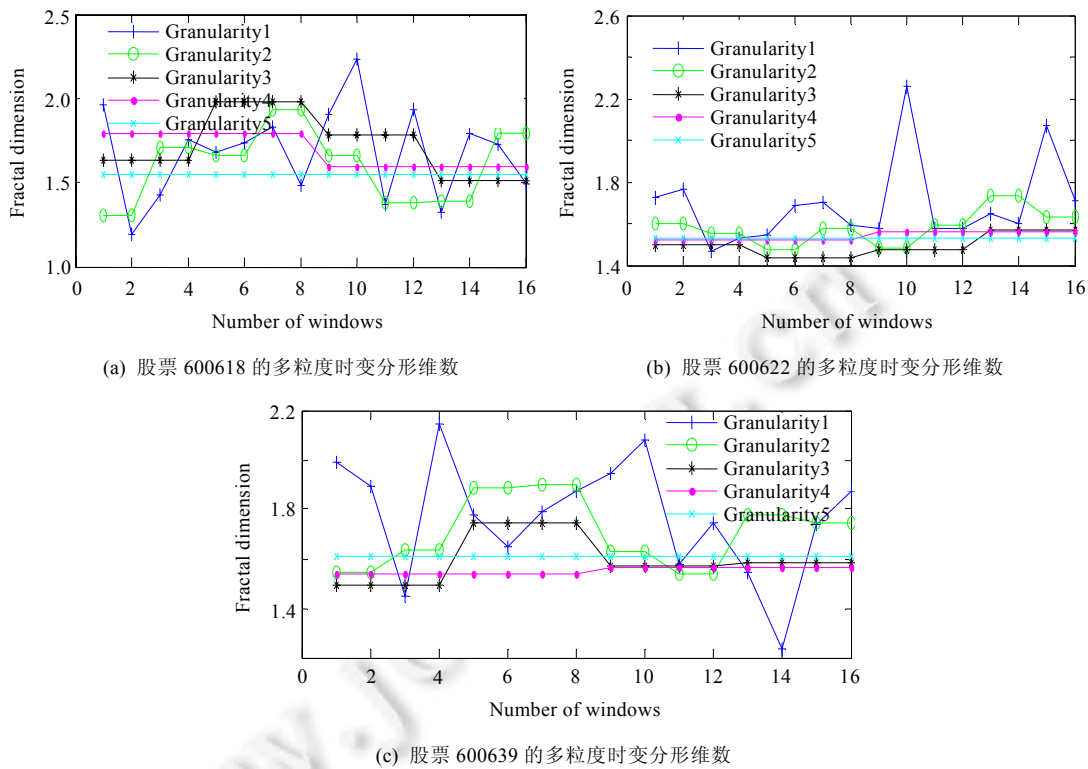 2.5
2.0
1.5
1.0
Fractal dimension
Granularity1
Granularity2
Granularity3
Granularity4
Granularity5
0 2 4 6 8 10 12 14 16
Number of windows
(a) 股票 600618 的多粒度时变分形维数
2.6
2.2
1.8
1.4
Fractal dimension
Granularity1
Granularity2
Granularity3
Granularity4
Granularity5
0 2 4 6 8 10 12 14 16
Number of windows
(b) 股票 600622 的多粒度时变分形维数
2.2
1.8
1.4
Fractal dimension
Granularity1
Granularity2
Granularity3
Granularity4
Granularity5
0 2 4 6 8 10 12 14 16
Number of windows
(c) 股票 600639 的多粒度时变分形维数